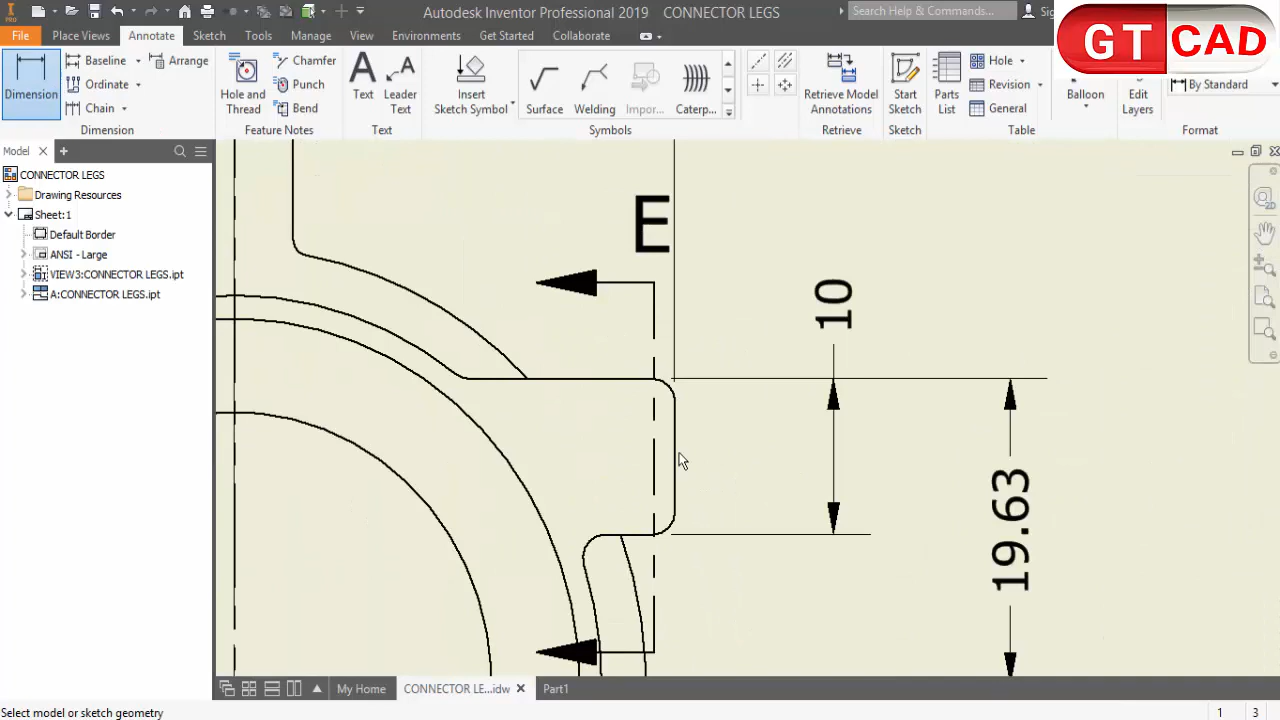 PRO
Autodesk Inventor Professional 2019 CONNECTOR LEGS
Search Help & Commands...
GT CAD
File Place Views Annotate Sketch Tools Manage View Environments Get Started Collaborate
Dimension
Baseline
Ordinate
Chain
Arrange
Dimension
Hole and Thread
Chamfer
Punch
Bend
Feature Notes
Text
Leader Text
Text
Insert Sketch Symbol
Surface
Welding
Impor...
Caterp...
Symbols
Retrieve Model Annotations
Retrieve
Start Sketch
Sketch
Parts List
Hole
Revision
General
Table
Balloon
Edit Layers
By Standard
Format
Model
CONNECTOR LEGS
Drawing Resources
Sheet:1
Default Border
ANSI - Large
VIEW3:CONNECTOR LEGS.ipt
A:CONNECTOR LEGS.ipt
E
10
19.63
My Home
CONNECTOR LE...idw
Part1
Select model or sketch geometry
1 3